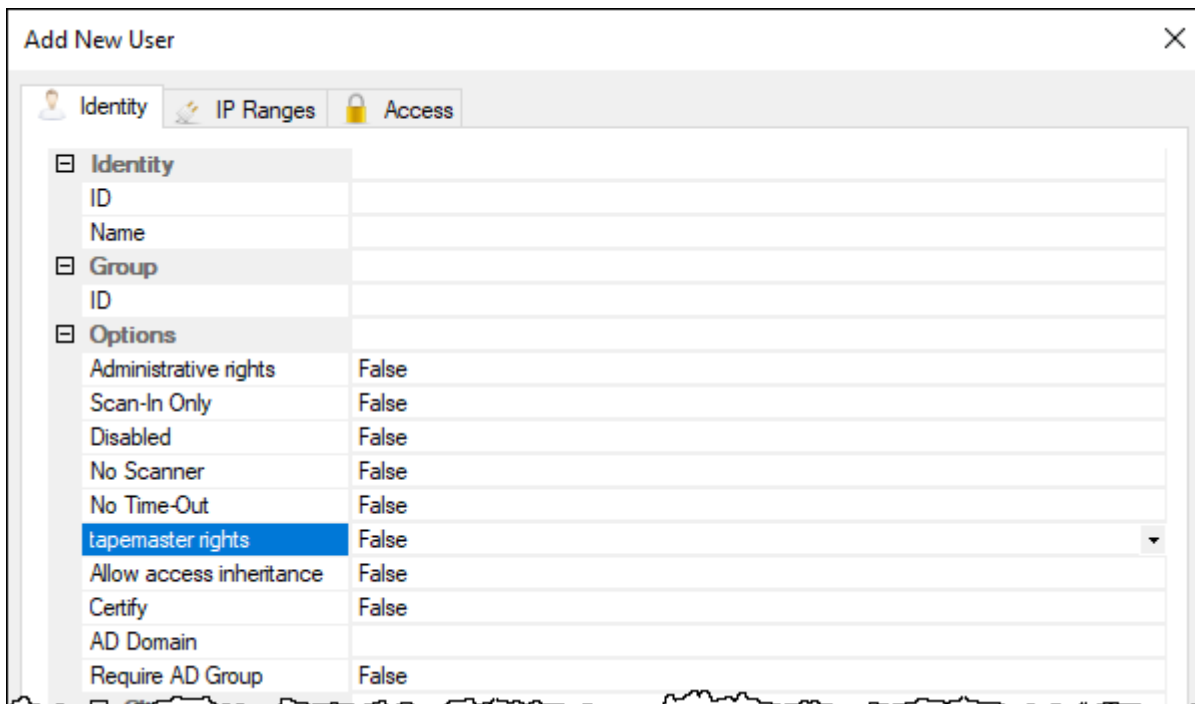 Add New User
Identity IP Ranges Access
Identity
ID
Name
Group
ID
Options
Administrative rights False
Scan-In Only False
Disabled False
No Scanner False
No Time-Out False
tapemaster rights False
Allow access inheritance False
Certify False
AD Domain
Require AD Group False